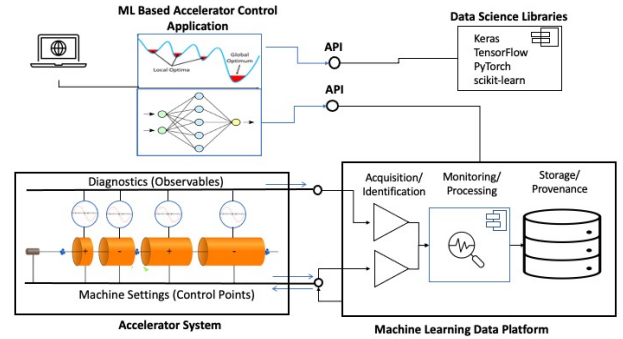 ML Based Accelerator Control
Application
Local Optima
Global
Optimum
API
API
Data Science Libraries
Keras
TensorFlow
PyTorch
scikit-learn
Diagnostics (Observables)
+
-
+
-
Machine Settings (Control Points)
Accelerator System
Acquisition/
Identification
Monitoring/
Processing
Storage/
Provenance
Machine Learning Data Platform